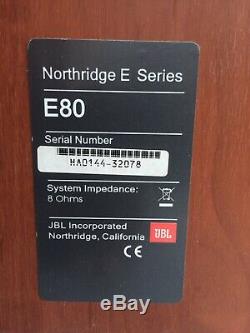 Northridge E Series
E80
Serial Number
HA0144-32078
System Impedance:
8 Ohms
JBL Incorporated
Northridge, California
JBL
CE